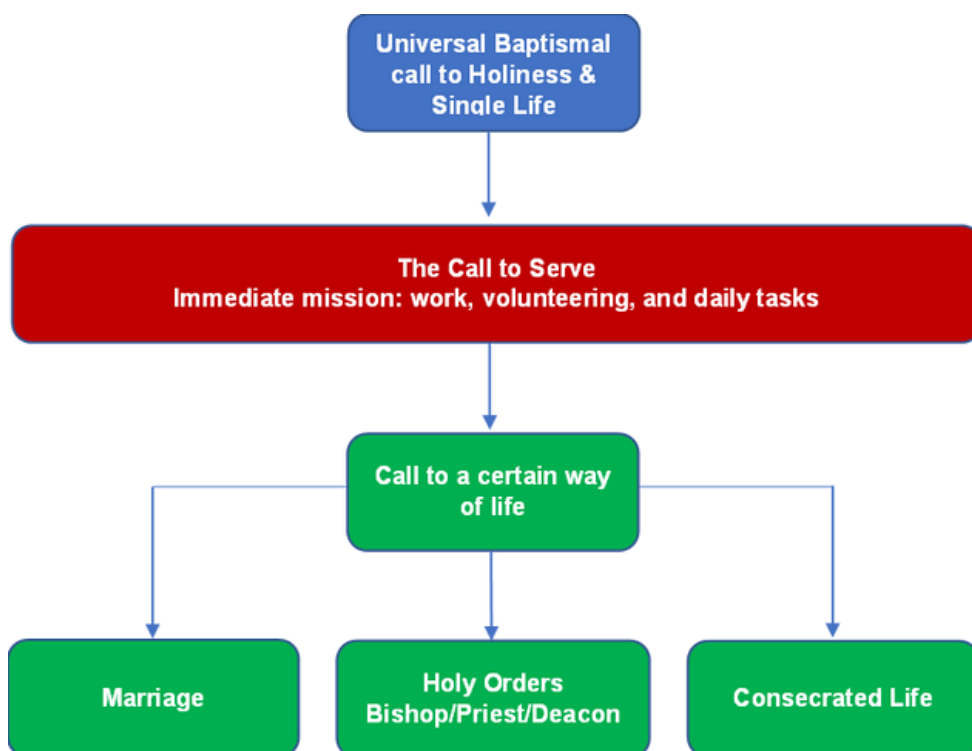 Universal Baptismal
call to Holiness &
Single Life
The Call to Serve
Immediate mission: work, volunteering, and daily tasks
Call to a certain way
of life
Marriage
Holy Orders
Bishop/Priest/Deacon
Consecrated Life